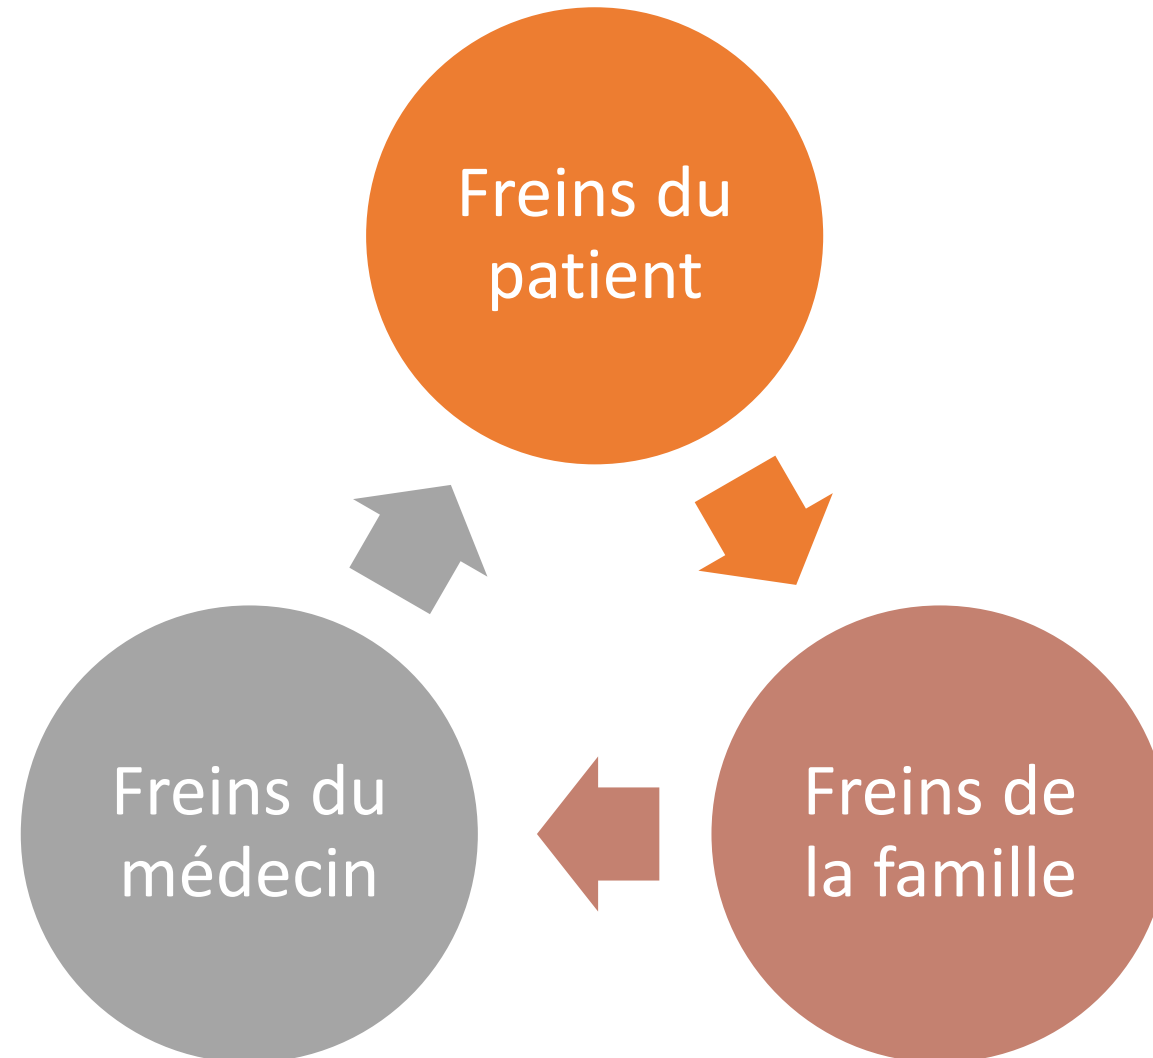 Freins du
patient
Freins de
la famille
Freins du
médecin